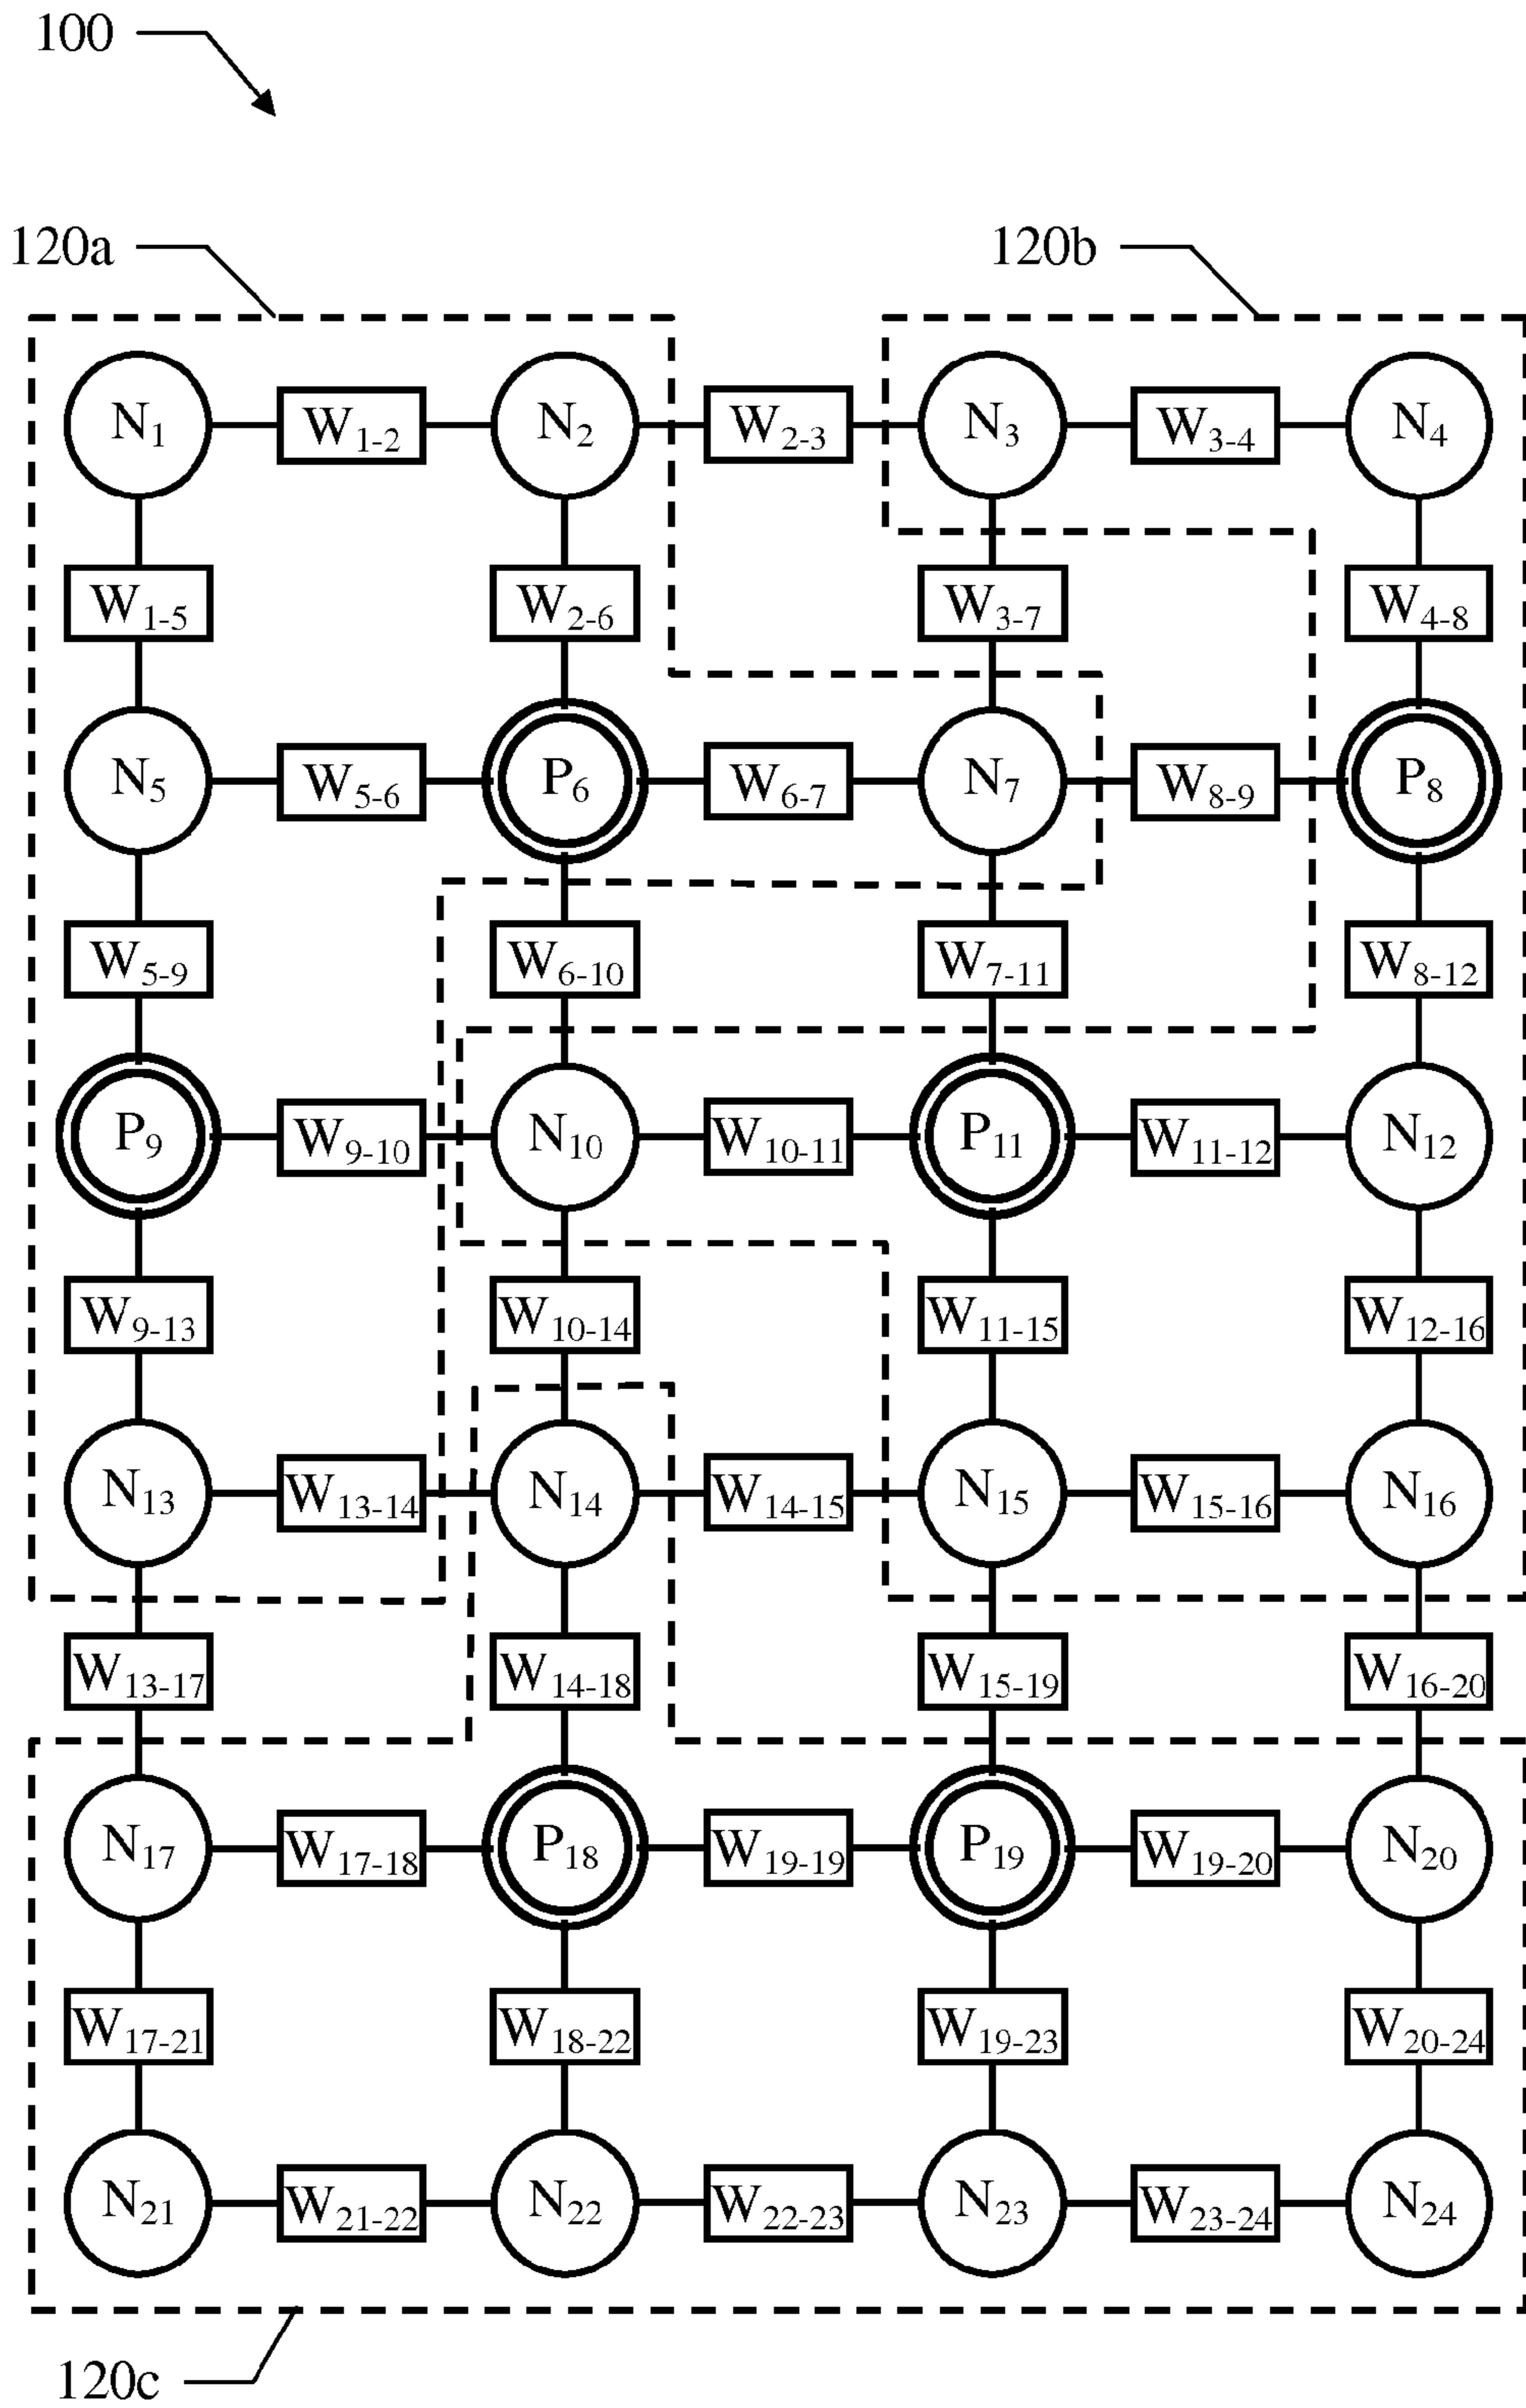 100
120a 120b
N1 W1-2 N2 W2-3 N3 W3-4 N4
W1-5 W2-6 W3-7 W4-8
N5 W5-6 P6 W6-7 N7 W8-9 P8
W5-9 W6-10 W7-11 W8-12
P9 W9-10 N10 W10-11 P11 W11-12 N12
W9-13 W10-14 W11-15 W12-16
N13 W13-14 N14 W14-15 N15 W15-16 N16
W13-17 W14-18 W15-19 W16-20
N17 W17-18 P18 W19-19 P19 W19-20 N20
W17-21 W18-22 W19-23 W20-24
N21 W21-22 N22 W22-23 N23 W23-24 N24
120c